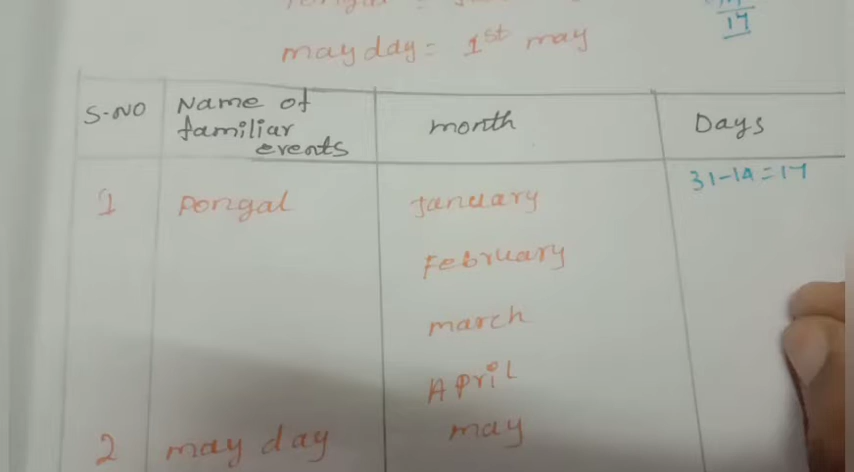 may day = 1st may
17
S-NO Name of familiar events month Days
1 Pongal January 31-14=17
February
march
April
2 may day may